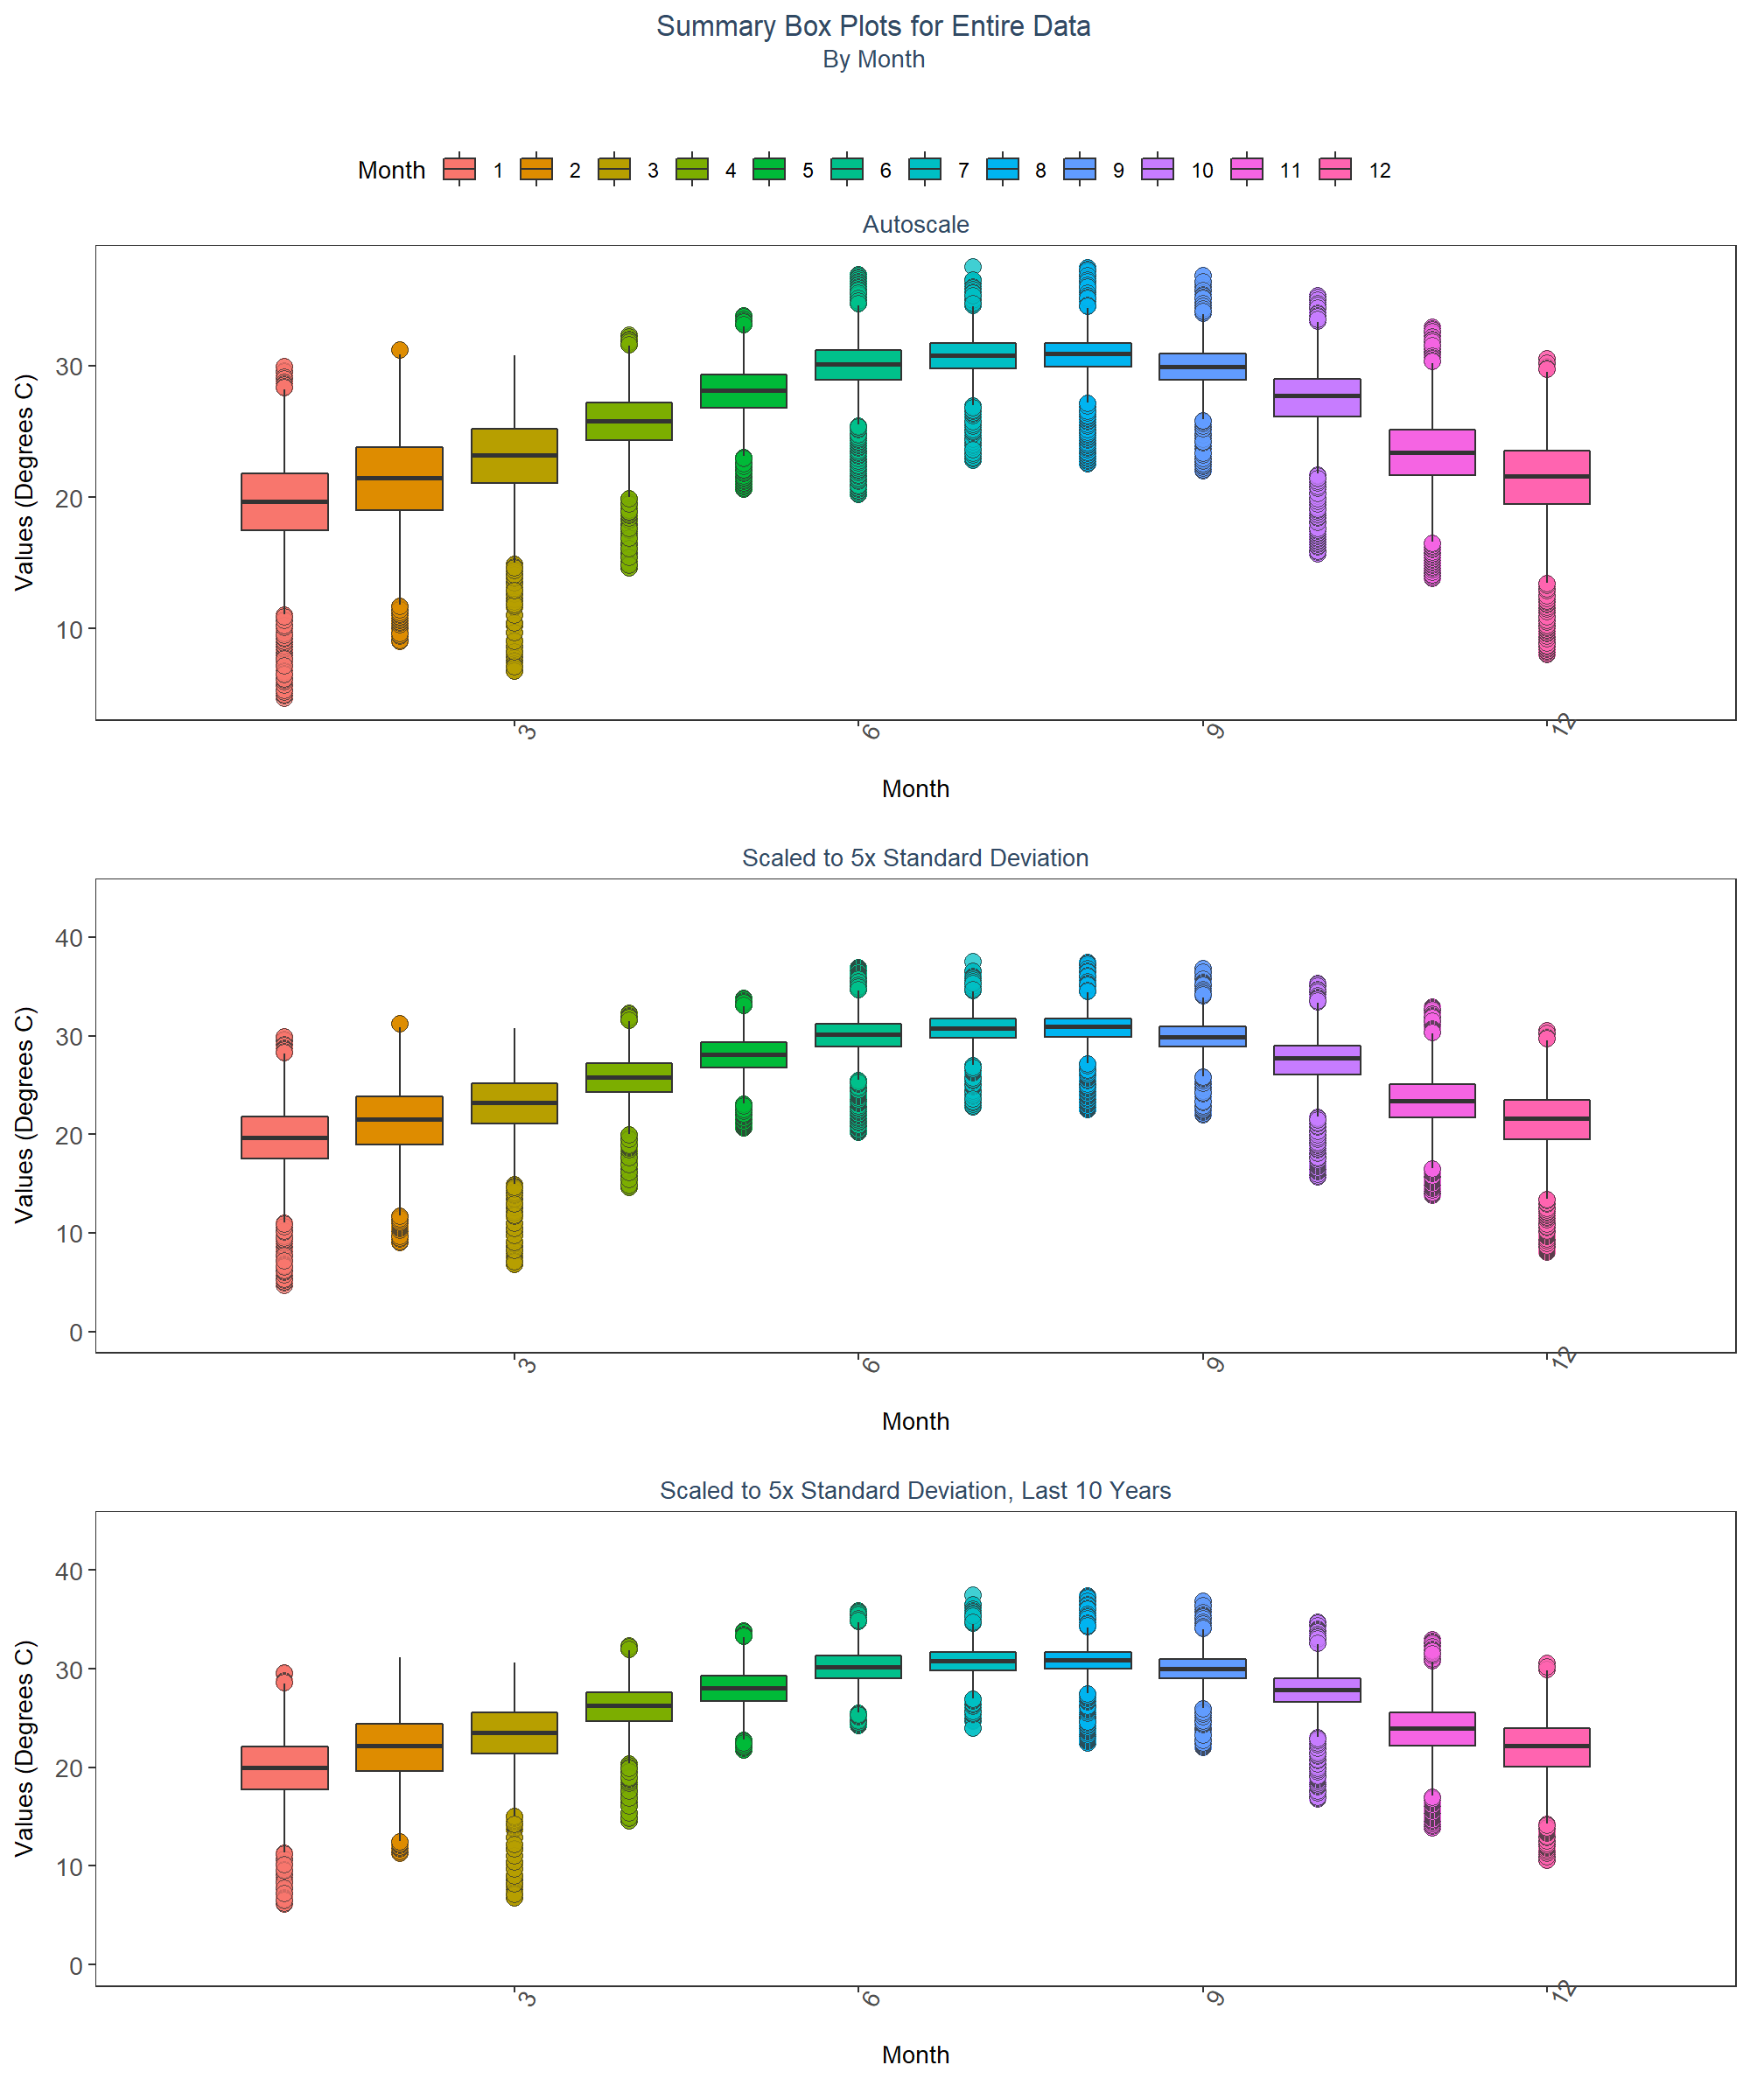 Summary Box Plots for Entire Data
By Month
Month 1 2 3 4 5 6 7 8 9 10 11 12
Autoscale
Values (Degrees C)
30
20
10
3 6 9 12
Month
Scaled to 5x Standard Deviation
Values (Degrees C)
40
30
20
10
0
3 6 9 12
Month
Scaled to 5x Standard Deviation, Last 10 Years
Values (Degrees C)
40
30
20
10
0
3 6 9 12
Month